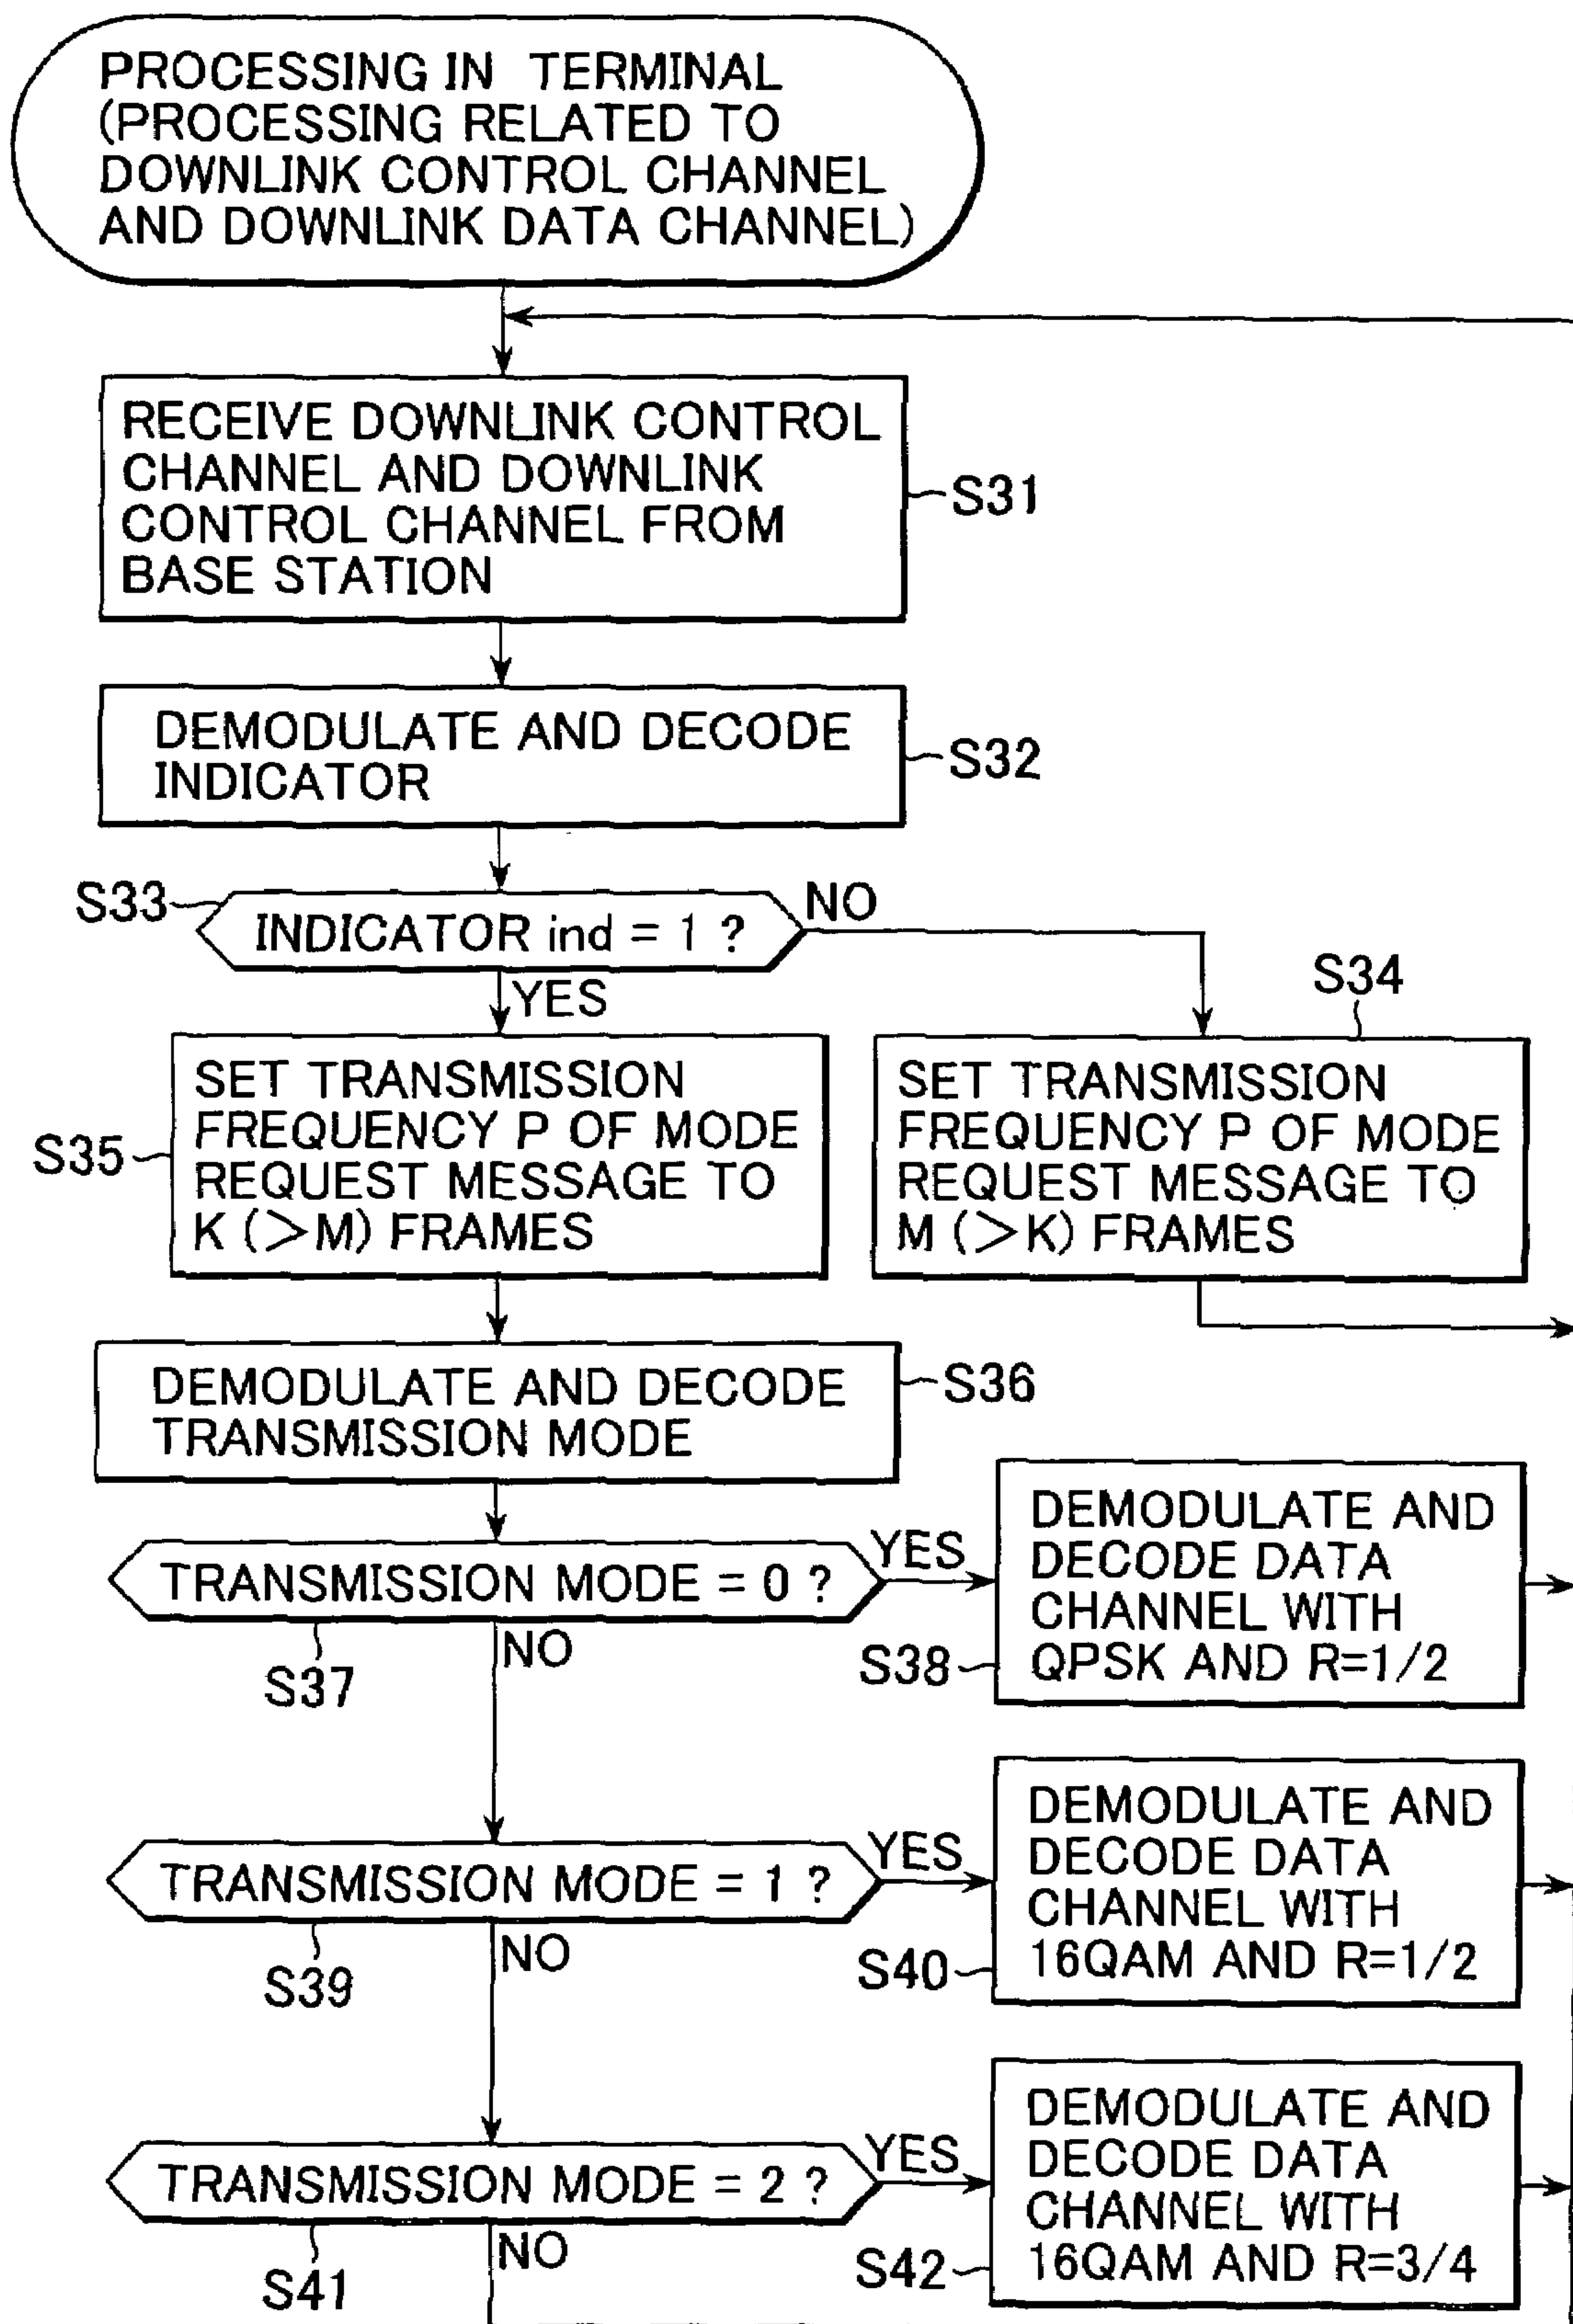 PROCESSING IN TERMINAL
(PROCESSING RELATED TO
DOWNLINK CONTROL CHANNEL
AND DOWNLINK DATA CHANNEL)
RECEIVE DOWNLINK CONTROL
CHANNEL AND DOWNLINK
CONTROL CHANNEL FROM
BASE STATION
S31
DEMODULATE AND DECODE
INDICATOR
S32
S33
INDICATOR ind = 1 ?
NO
YES
S34
SET TRANSMISSION
FREQUENCY P OF MODE
REQUEST MESSAGE TO
K (>M) FRAMES
S35
SET TRANSMISSION
FREQUENCY P OF MODE
REQUEST MESSAGE TO
M (>K) FRAMES
DEMODULATE AND DECODE
TRANSMISSION MODE
S36
TRANSMISSION MODE = 0 ?
YES
S37
NO
DEMODULATE AND
DECODE DATA
CHANNEL WITH
QPSK AND R=1/2
S38
TRANSMISSION MODE = 1 ?
YES
S39
NO
DEMODULATE AND
DECODE DATA
CHANNEL WITH
16QAM AND R=1/2
S40
TRANSMISSION MODE = 2 ?
YES
S41
NO
DEMODULATE AND
DECODE DATA
CHANNEL WITH
16QAM AND R=3/4
S42